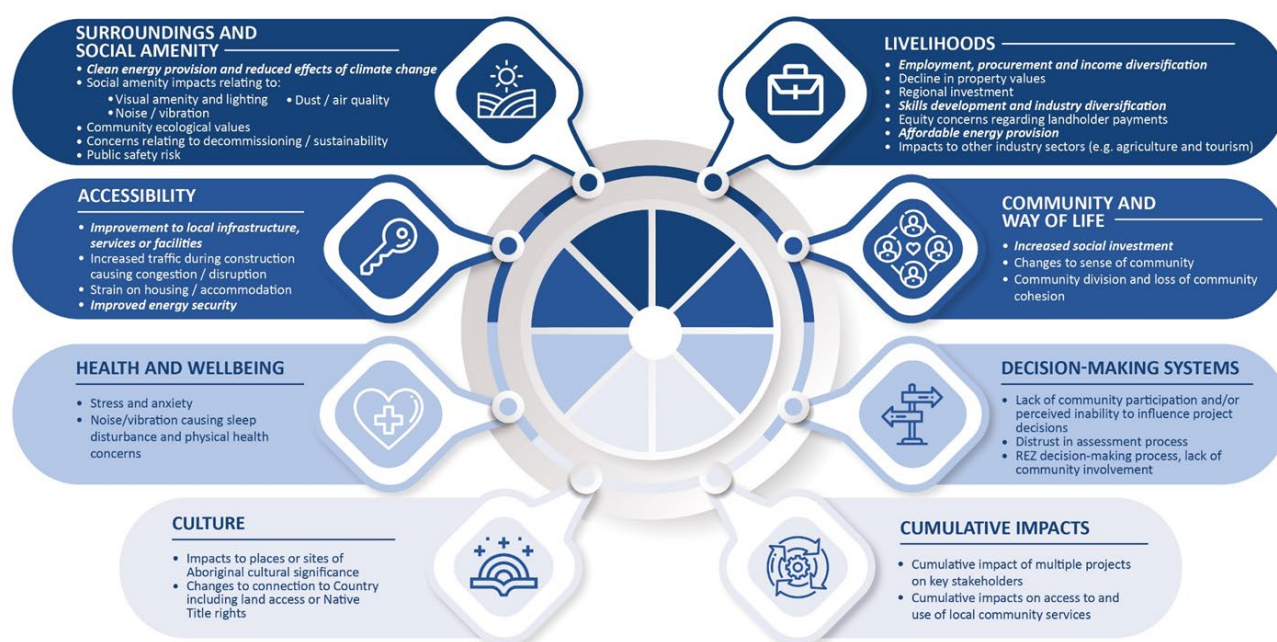 SURROUNDINGS AND
SOCIAL AMENITY
• Clean energy provision and reduced effects of climate change
• Social amenity impacts relating to:
• Visual amenity and lighting • Dust / air quality
• Noise / vibration
• Community ecological values
• Concerns relating to decommissioning / sustainability
• Public safety risk
LIVELIHOODS
• Employment, procurement and income diversification
• Decline in property values
• Regional investment
• Skills development and industry diversification
• Equity concerns regarding landholder payments
• Affordable energy provision
• Impacts to other industry sectors (e.g. agriculture and tourism)
ACCESSIBILITY
• Improvement to local infrastructure,
services or facilities
• Increased traffic during construction
causing congestion / disruption
• Strain on housing / accommodation
• Improved energy security
COMMUNITY AND
WAY OF LIFE
• Increased social investment
• Changes to sense of community
• Community division and loss of community
cohesion
HEALTH AND WELLBEING
• Stress and anxiety
• Noise/vibration causing sleep
disturbance and physical health
concerns
DECISION-MAKING SYSTEMS
• Lack of community participation and/or
perceived inability to influence project
decisions
• Distrust in assessment process
• REZ decision-making process, lack of
community involvement
CULTURE
• Impacts to places or sites of
Aboriginal cultural significance
• Changes to connection to Country
including land access or Native
Title rights
CUMULATIVE IMPACTS
• Cumulative impact of multiple projects
on key stakeholders
• Cumulative impacts on access to and
use of local community services